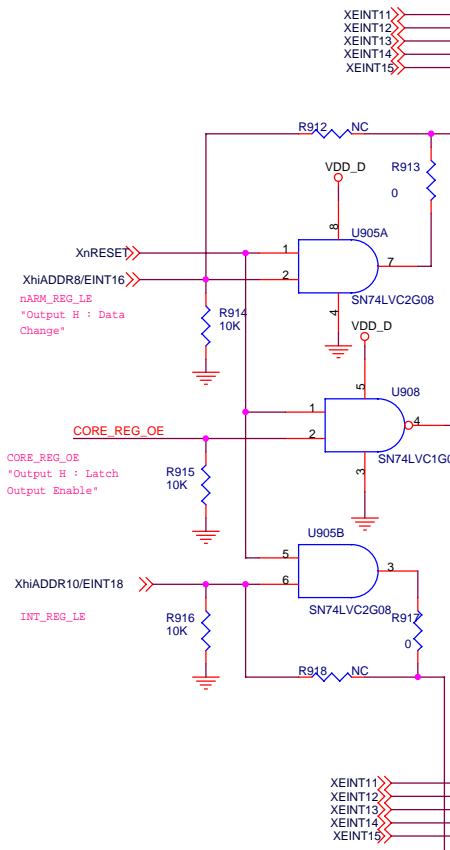 XEINT11
XEINT12
XEINT13
XEINT14
XEINT15
R912 NC
VDD_D
R913
0
8
U905A
XnRESET
1
7
XhiADDR8/EINT16
2
SN74LVC2G08
nARM_REG_LE
"Output H : Data
Change"
R914
10K
4
VDD_D
5
U908
1
4
CORE_REG_OE
2
SN74LVC1G0
CORE_REG_OE
"Output H : Latch
Output Enable"
R915
10K
3
U905B
5
3
XhiADDR10/EINT18
6
SN74LVC2G08
INT_REG_LE
R916
10K
R917
0
R918 NC
XEINT11
XEINT12
XEINT13
XEINT14
XEINT15